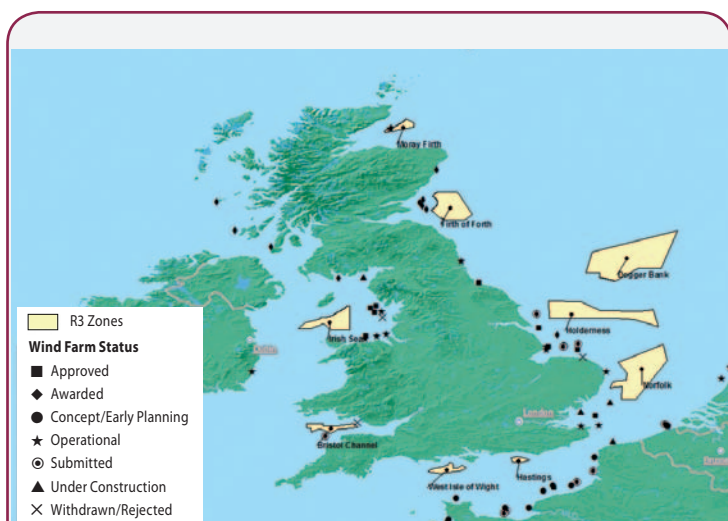 Moray Firth
Firth of Forth
Dogger Bank
Holderness
Irish Sea
Dublin
Norfolk
London
Bristol Channel
West Isle of Wight
Hastings
R3 Zones
Wind Farm Status
Approved
Awarded
Concept/Early Planning
Operational
Submitted
Under Construction
Withdrawn/Rejected